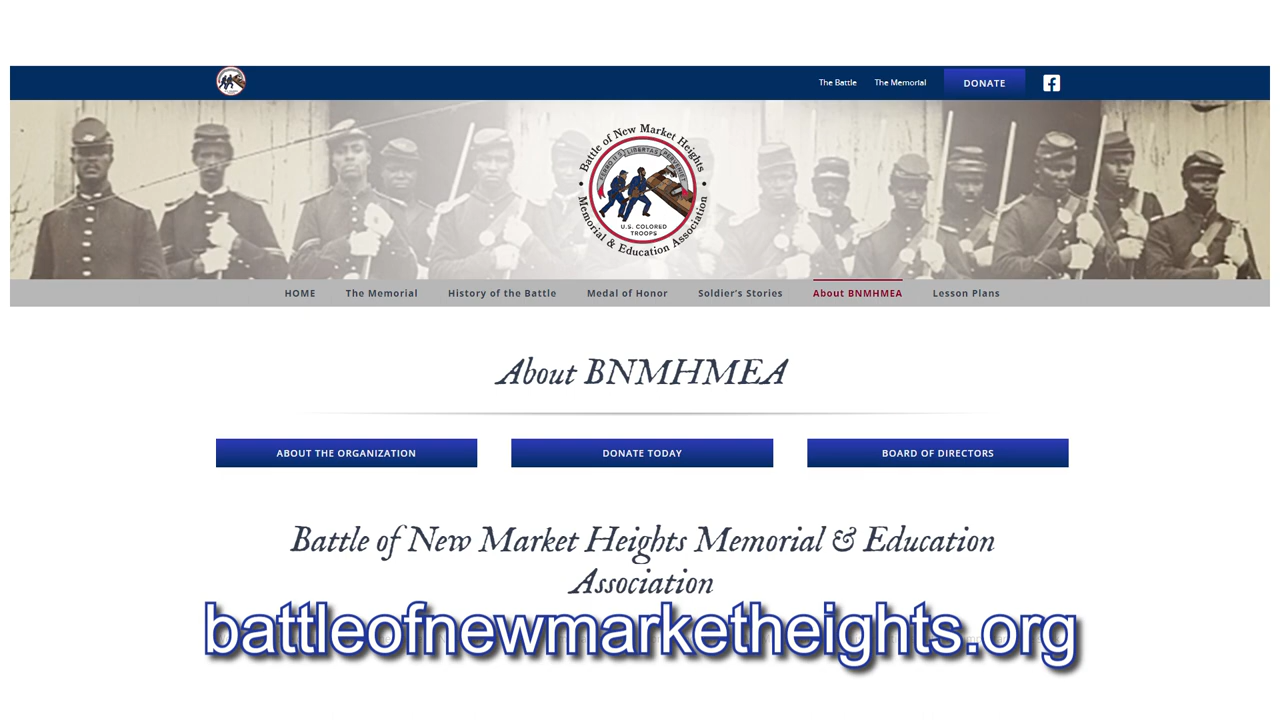 The Battle
The Memorial
DONATE
Battle of New Market Heights
Memorial & Education Association
U.S. COLORED
TROOPS
HOME
The Memorial
History of the Battle
Medal of Honor
Soldier's Stories
About BNMHMEA
Lesson Plans
About BNMHMEA
ABOUT THE ORGANIZATION
DONATE TODAY
BOARD OF DIRECTORS
Battle of New Market Heights Memorial & Education
Association
battleofnewmarketheights.org